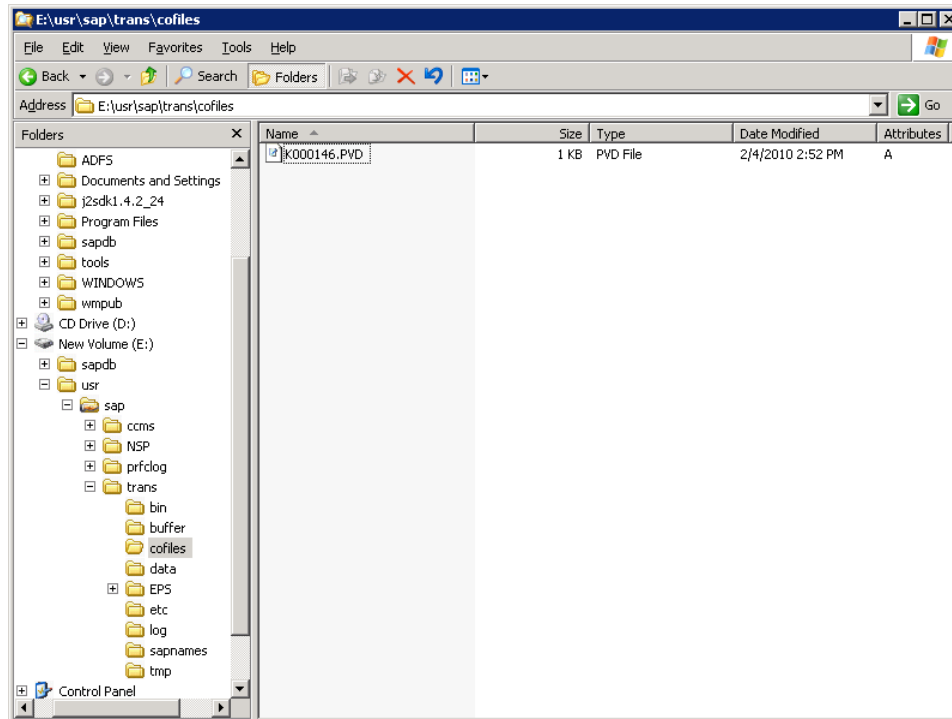 E:\usr\sap\trans\cofiles
File Edit View Favorites Tools Help
Back Search Folders
Address E:\usr\sap\trans\cofiles Go
Folders
Name Size Type Date Modified Attributes
K000146.PVD 1 KB PVD File 2/4/2010 2:52 PM A
ADFS
Documents and Settings
j2sdk1.4.2_24
Program Files
sapdb
tools
WINDOWS
wmpub
CD Drive (D:)
New Volume (E:)
sapdb
usr
sap
ccms
NSP
prfclog
trans
bin
buffer
cofiles
data
EPS
etc
log
sapnames
tmp
Control Panel